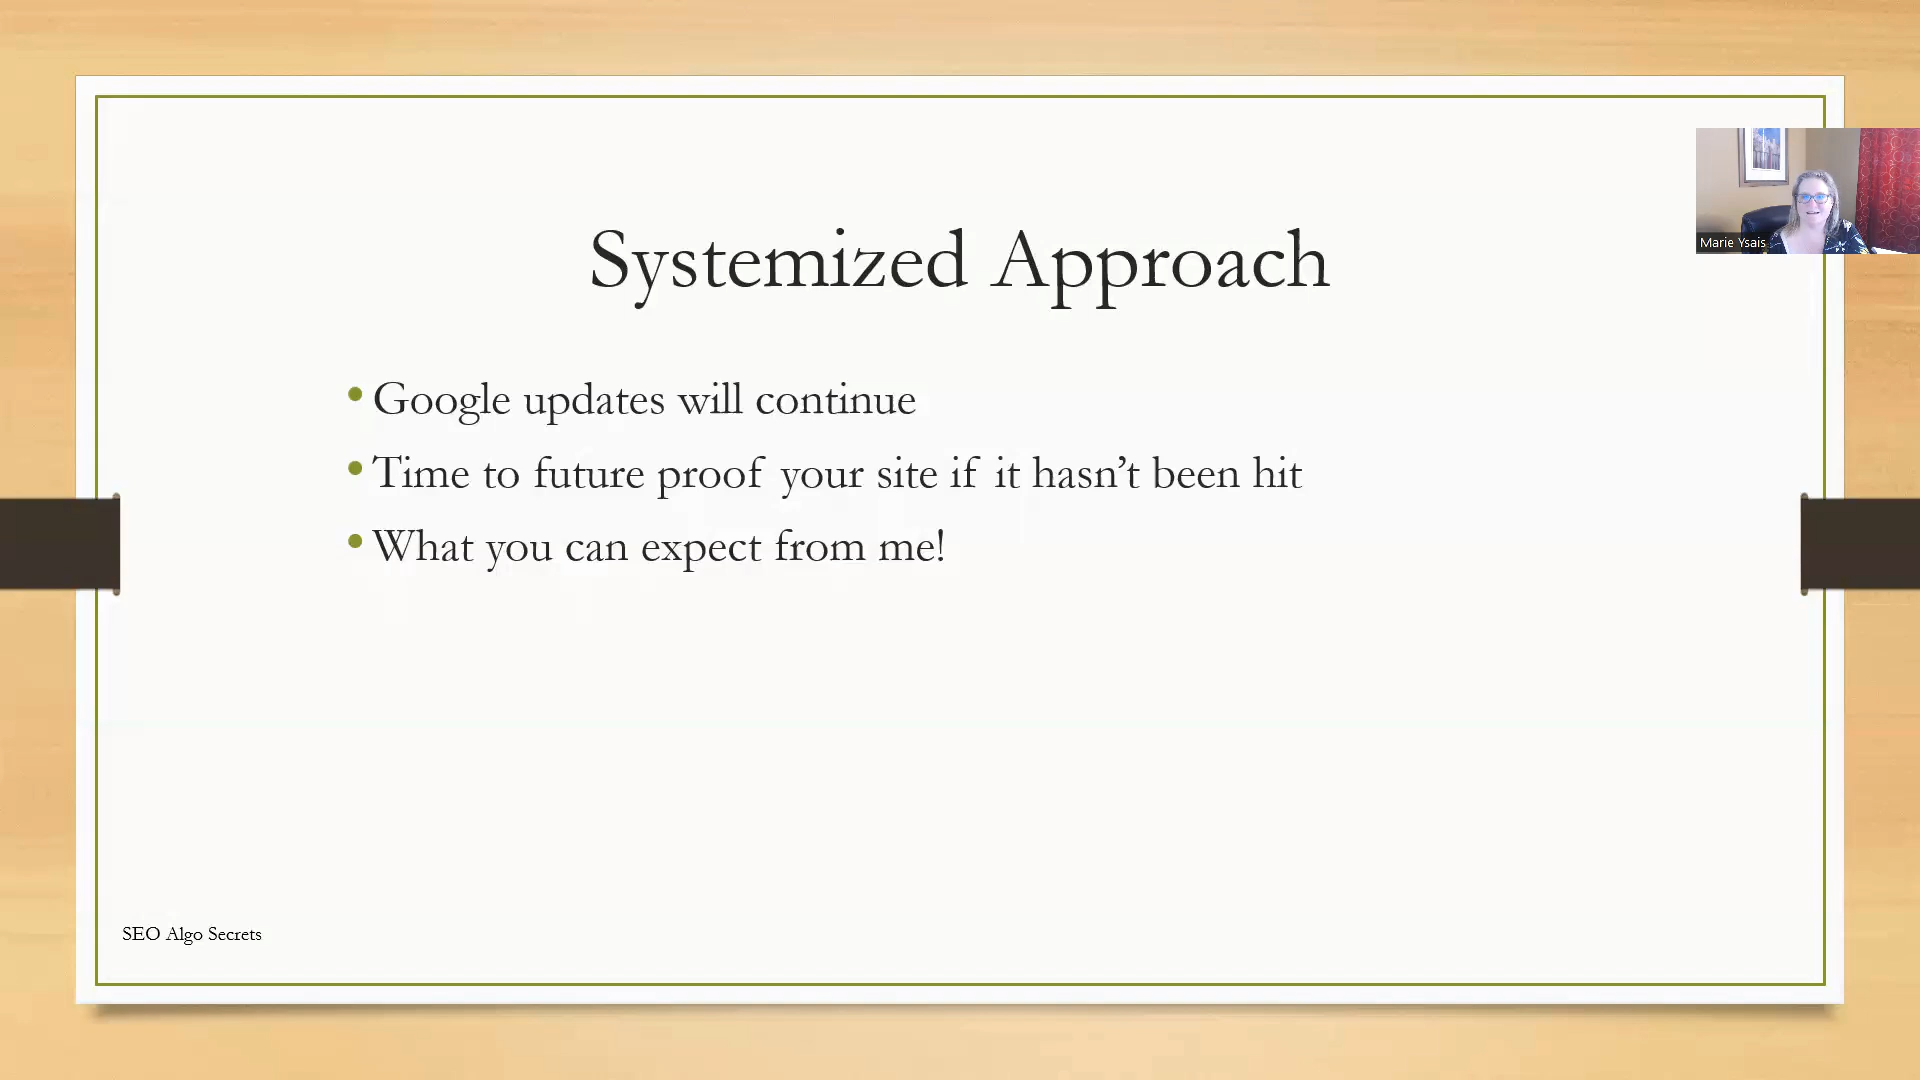 Systemized Approach
Marie Ysais
• Google updates will continue
• Time to future proof your site if it hasn’t been hit
• What you can expect from me!
SEO Algo Secrets